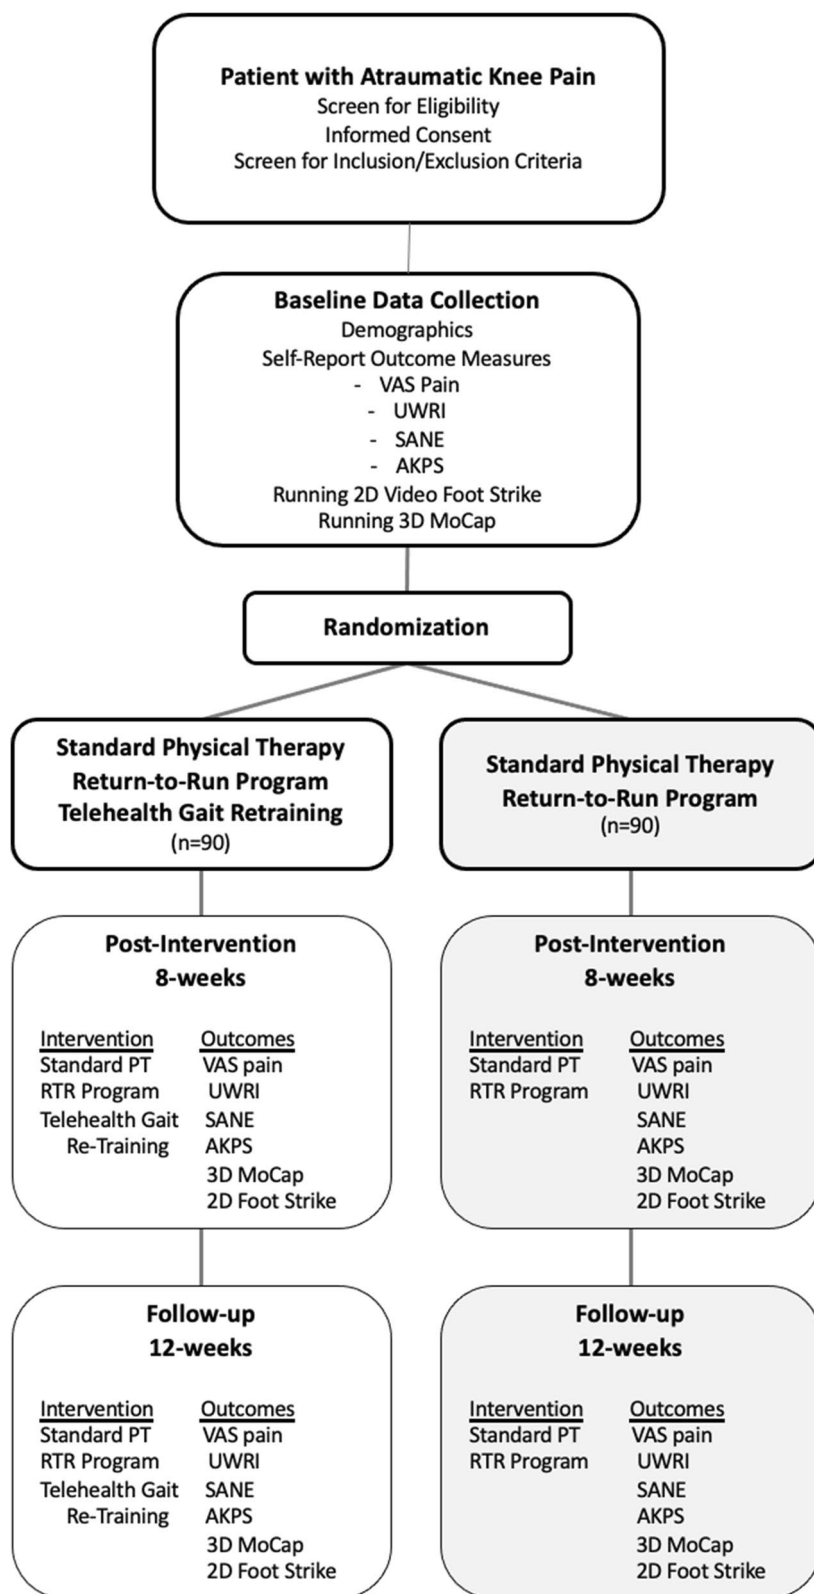 Patient with Atraumatic Knee Pain
Screen for Eligibility
Informed Consent
Screen for Inclusion/Exclusion Criteria
Baseline Data Collection
Demographics
Self-Report Outcome Measures
- VAS Pain
- UWRI
- SANE
- AKPS
Running 2D Video Foot Strike
Running 3D MoCap
Randomization
Standard Physical Therapy
Return-to-Run Program
Telehealth Gait Retraining
(n=90)
Standard Physical Therapy
Return-to-Run Program
(n=90)
Post-Intervention
8-weeks
Intervention Outcomes
Standard PT VAS pain
RTR Program UWRI
Telehealth Gait SANE
Re-Training AKPS
3D MoCap
2D Foot Strike
Post-Intervention
8-weeks
Intervention Outcomes
Standard PT VAS pain
RTR Program UWRI
SANE
AKPS
3D MoCap
2D Foot Strike
Follow-up
12-weeks
Intervention Outcomes
Standard PT VAS pain
RTR Program UWRI
Telehealth Gait SANE
Re-Training AKPS
3D MoCap
2D Foot Strike
Follow-up
12-weeks
Intervention Outcomes
Standard PT VAS pain
RTR Program UWRI
SANE
AKPS
3D MoCap
2D Foot Strike